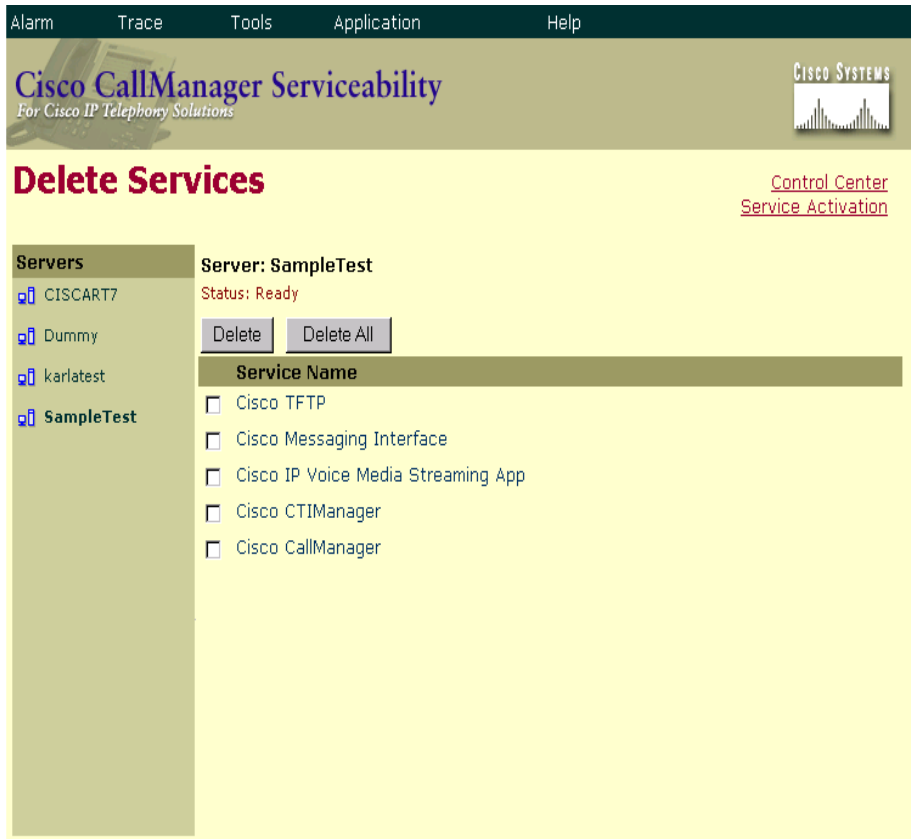 Alarm Trace Tools Application Help
Cisco CallManager Serviceability
For Cisco IP Telephony Solutions
CISCO SYSTEMS
Delete Services
Control Center
Service Activation
Servers
CISCART7
Dummy
karlatest
SampleTest
Server: SampleTest
Status: Ready
Delete Delete All
Service Name
Cisco TFTP
Cisco Messaging Interface
Cisco IP Voice Media Streaming App
Cisco CTIManager
Cisco CallManager